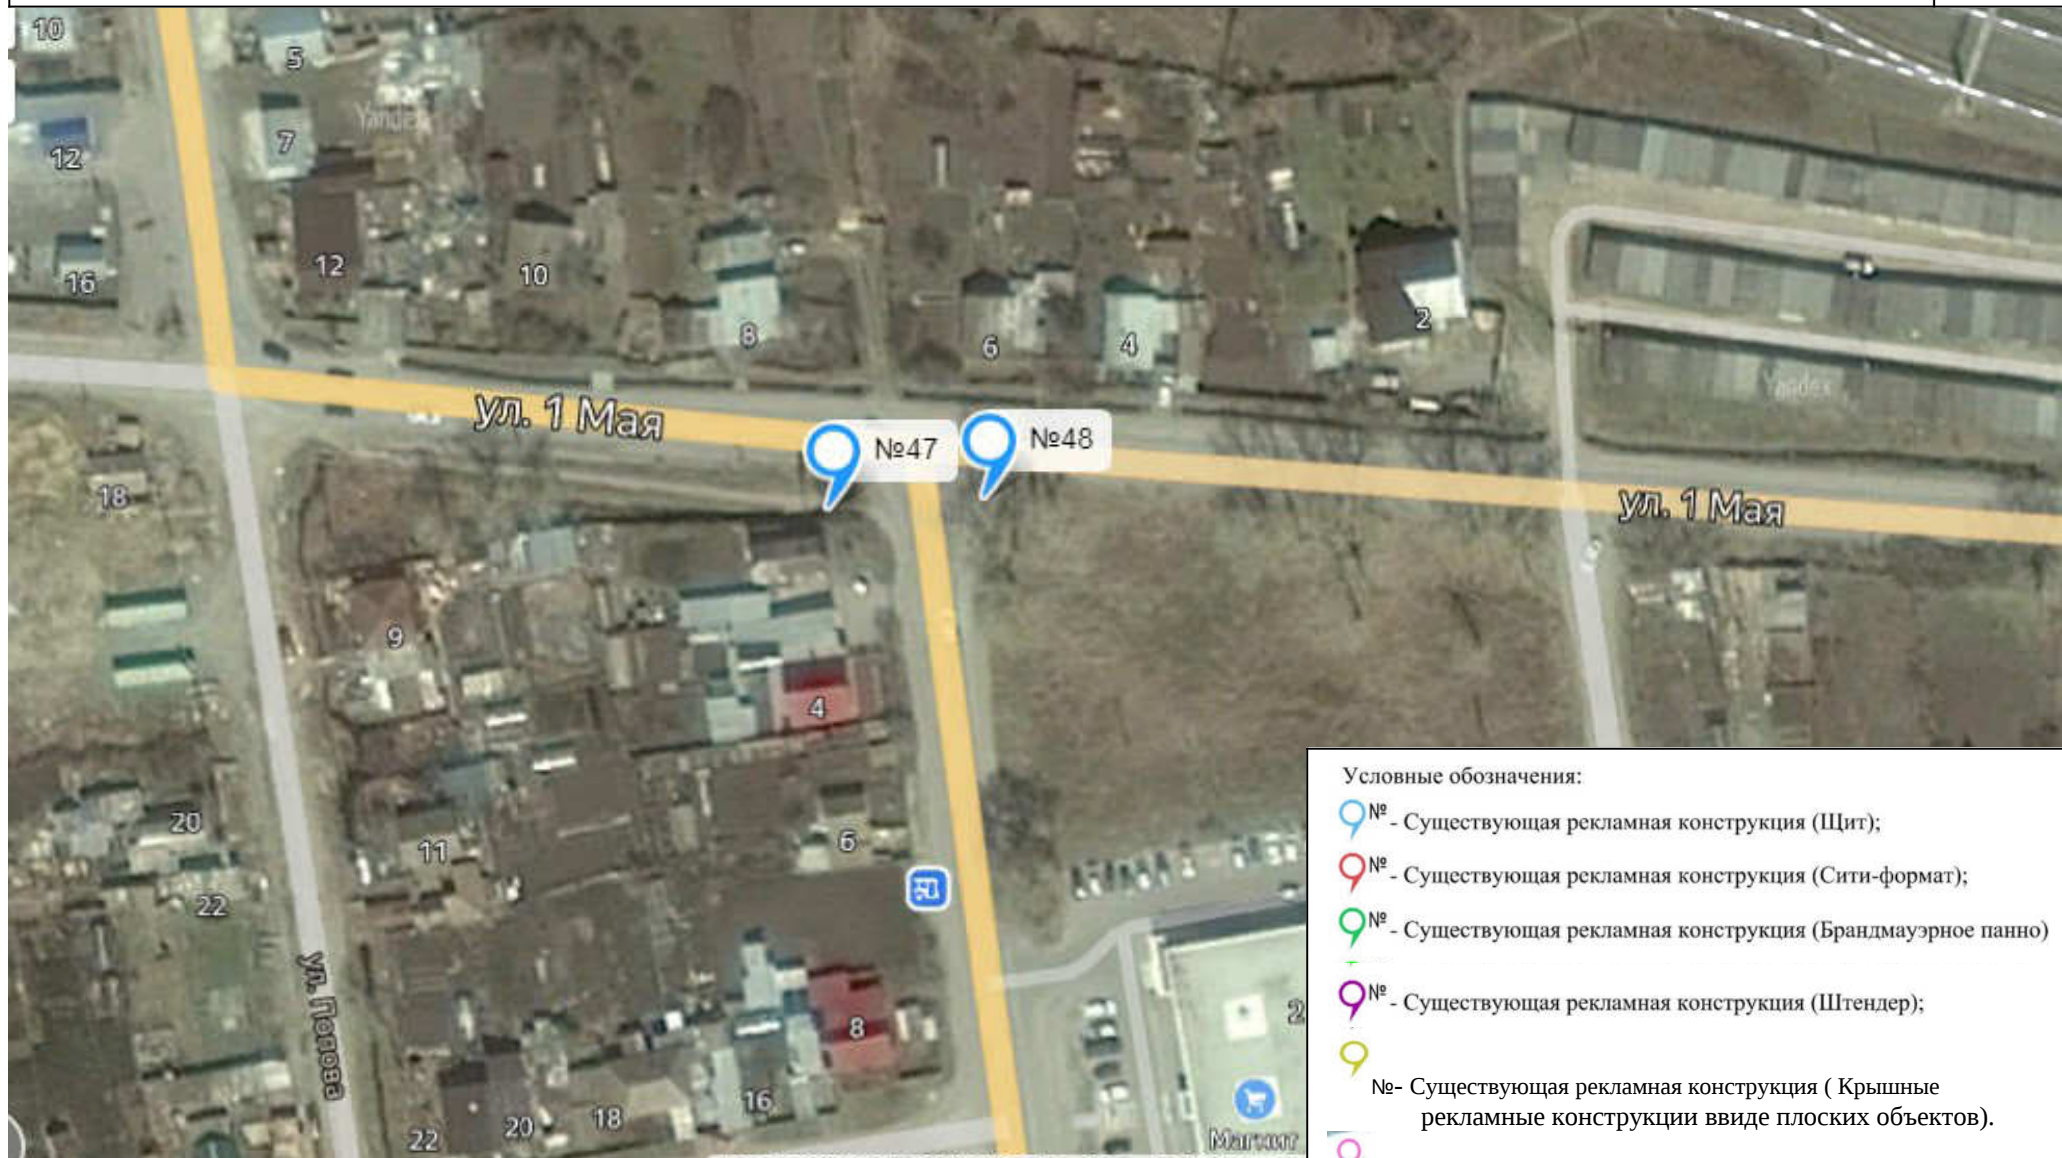 10
5
Yandex
7
12
12
10
16
8
6
4
2
Yandex
ул. 1 Мая
№47
№48
18
ул. 1 Мая
9
4
20
11
6
22
ул. Попова
8
16
18
20
22
2
Магнит
Условные обозначения:
№ - Существующая рекламная конструкция (Щит);
№ - Существующая рекламная конструкция (Сити-формат);
№ - Существующая рекламная конструкция (Брандмауэрное панно)
№ - Существующая рекламная конструкция (Штендер);
№- Существующая рекламная конструкция ( Крышные
рекламные конструкции ввиде плоских объектов).